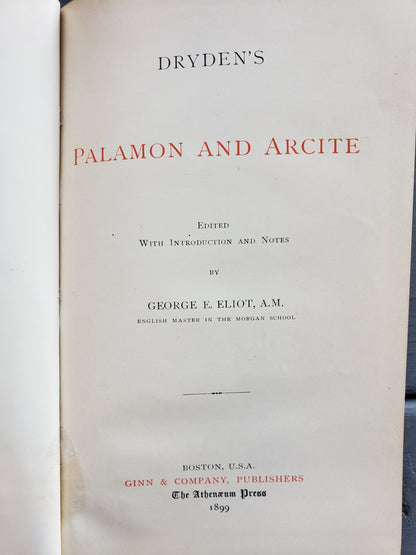 DRYDEN'S
PALAMON AND ARCITE
EDITED
WITH INTRODUCTION AND NOTES
BY
GEORGE E. ELIOT, A.M.
ENGLISH MASTER IN THE MORGAN SCHOOL
BOSTON, U.S.A.
GINN & COMPANY, PUBLISHERS
The Athenæum Press
1899